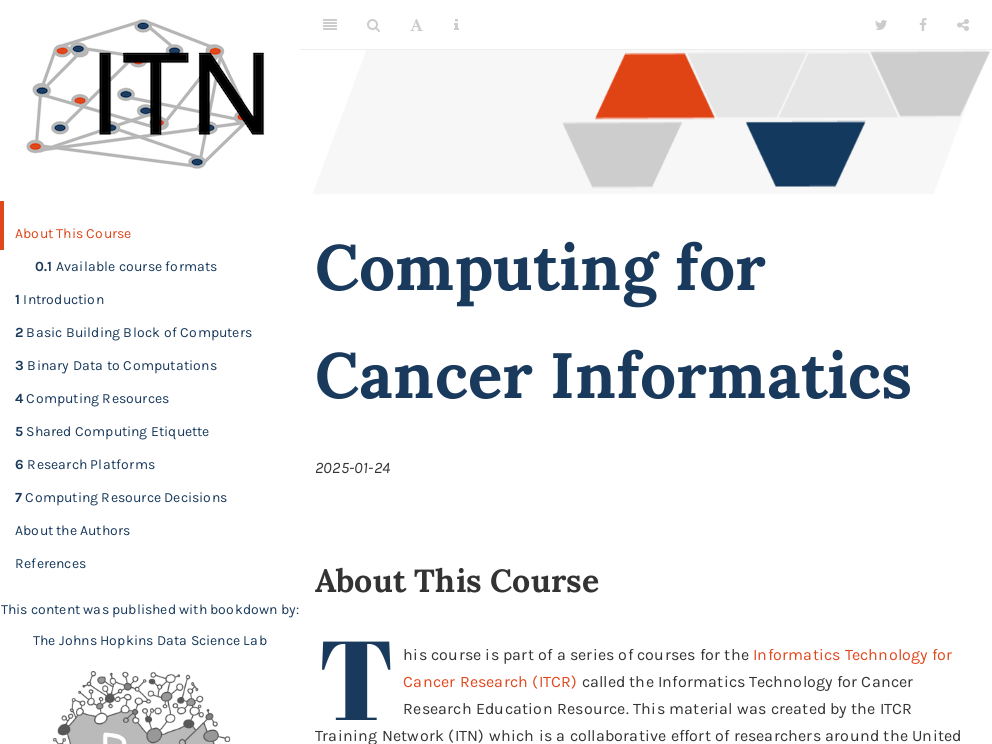 ITN
About This Course
0.1 Available course formats
1 Introduction
2 Basic Building Block of Computers
3 Binary Data to Computations
4 Computing Resources
5 Shared Computing Etiquette
6 Research Platforms
7 Computing Resource Decisions
About the Authors
References
This content was published with bookdown by:
The Johns Hopkins Data Science Lab
D
A
Computing for
Cancer Informatics
2025-01-24
About This Course
This course is part of a series of courses for the Informatics Technology for
Cancer Research (ITCR) called the Informatics Technology for Cancer
Research Education Resource. This material was created by the ITCR
Training Network (ITN) which is a collaborative effort of researchers around the United